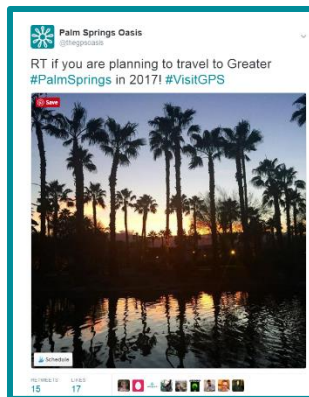 Palm Springs Oasis
@thegpsoasis
RT if you are planning to travel to Greater
#PalmSprings in 2017! #VisitGPS
Save
Schedule
RETWEETS LIKES
15 17